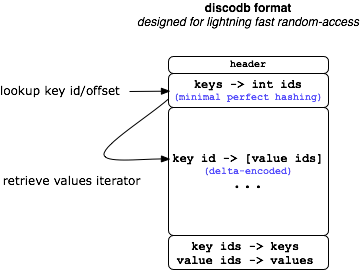 discodb format
designed for lightning fast random-access
header
keys -> int ids
(minimal perfect hashing)
lookup key id/offset
key id -> [value ids]
(delta-encoded)
...
retrieve values iterator
key ids -> keys
value ids -> values